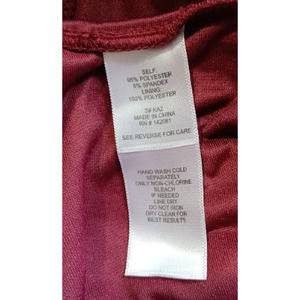 SELF:
95% POLYESTER
5% SPANDEX
LINING:
100% POLYESTER
MADE IN CHINA
RN # 142081
SEE REVERSE FOR CARE
HAND WASH COLD
SEPARATELY
ONLY NON-CHLORINE
BLEACH
IF NEEDED
LINE DRY
DO NOT IRON
DRY CLEAN FOR
BEST RESULTS